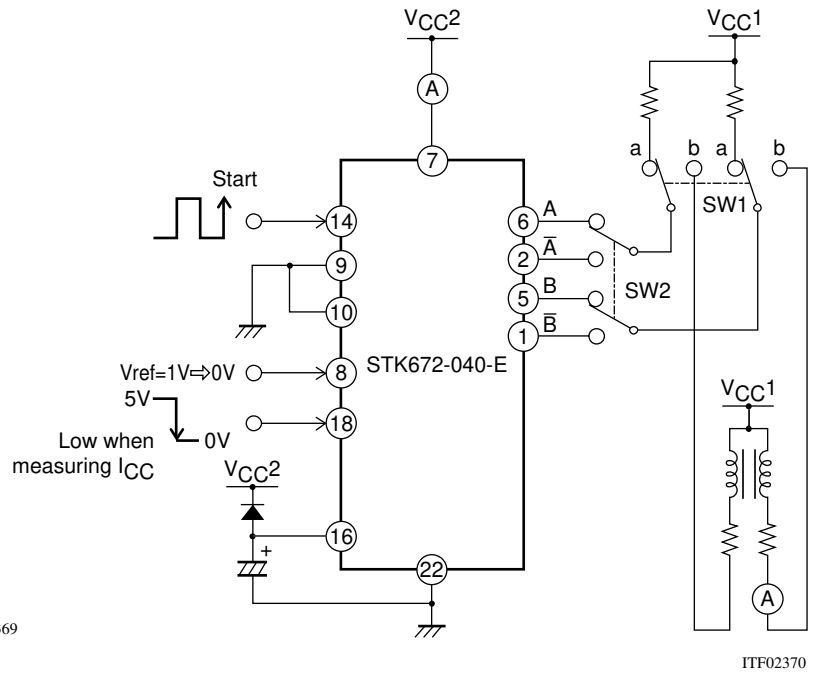 VCC2
VCC1
A
7
a
b
a
b
SW1
Start
14
6
A
9
2
A̅
SW2
10
5
B
1
B̅
STK672-040-E
Vref=1V⇨0V
8
5V
0V
18
Low when
measuring ICC
VCC2
16
+
22
VCC1
A
ITF02370